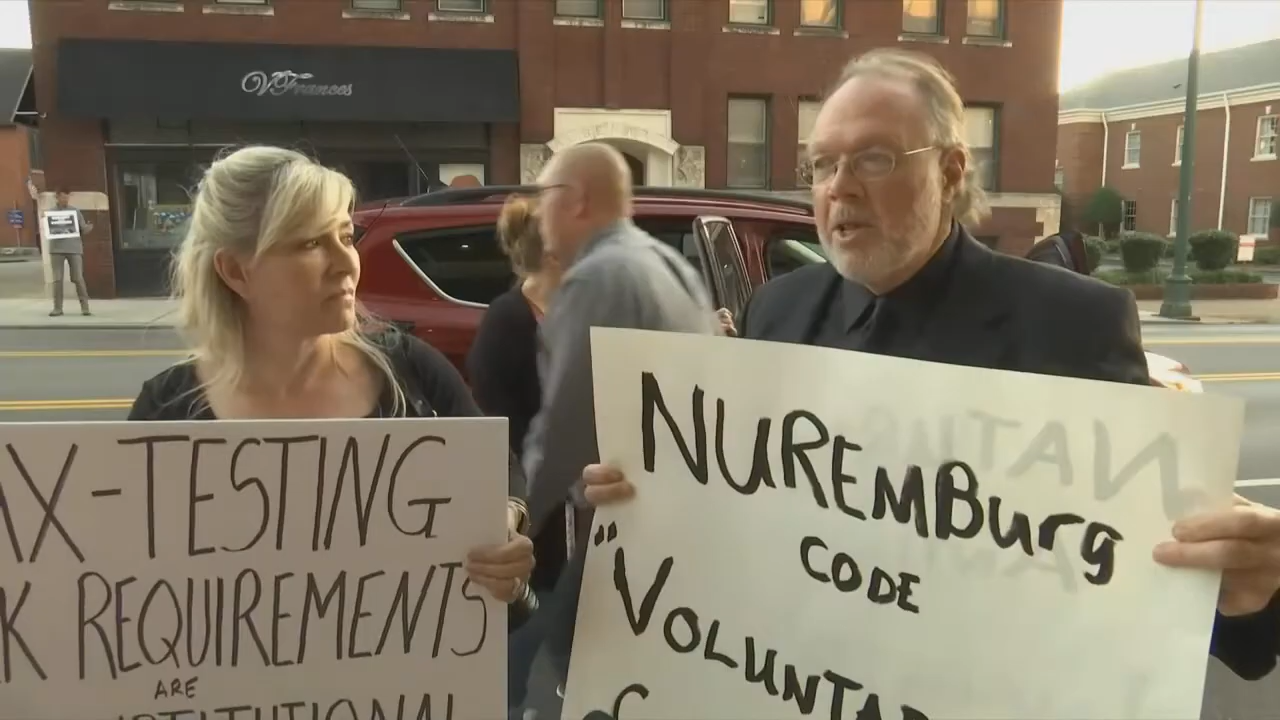 VFrances
AX-TESTING
K REQUIREMENTS
ARE
NUREMBurg
CODE
"VOLUNTA